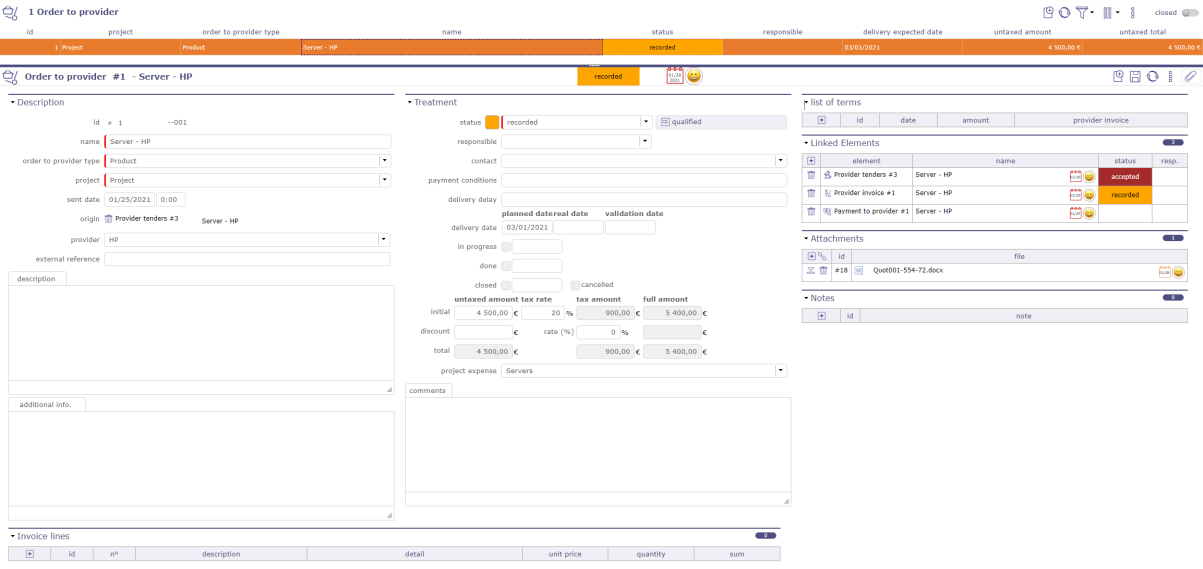 1 Order to provider
closed
id project order to provider type name status responsible delivery expected date untaxed amount untaxed total
1 Project Product Server - HP recorded 03/01/2021 4 500,00 € 4 500,00 €
Order to provider #1 - Server - HP recorded 01/29 2021
Description
id # 1 --001
name Server - HP
order to provider type Product
project Project
sent date 01/25/2021 0:00
origin Provider tenders #3 Server - HP
provider HP
external reference
description
additional info.
Treatment
status recorded qualified
responsible
contact
payment conditions
delivery delay
planned date real date validation date
delivery date 03/01/2021
in progress
done
closed cancelled
untaxed amount tax rate tax amount full amount
initial 4 500,00 € 20 % 900,00 € 5 400,00 €
discount € rate (%) 0 % €
total 4 500,00 € 900,00 € 5 400,00 €
project expense Servers
comments
list of terms
id date amount provider invoice
Linked Elements
element name status resp.
Provider tenders #3 Server - HP accepted
Provider invoice #1 Server - HP recorded
Payment to provider #1 Server - HP
Attachments 1
id file
#18 Quot001-554-72.docx
Notes 0
id note
Invoice lines 0
id n° description detail unit price quantity sum